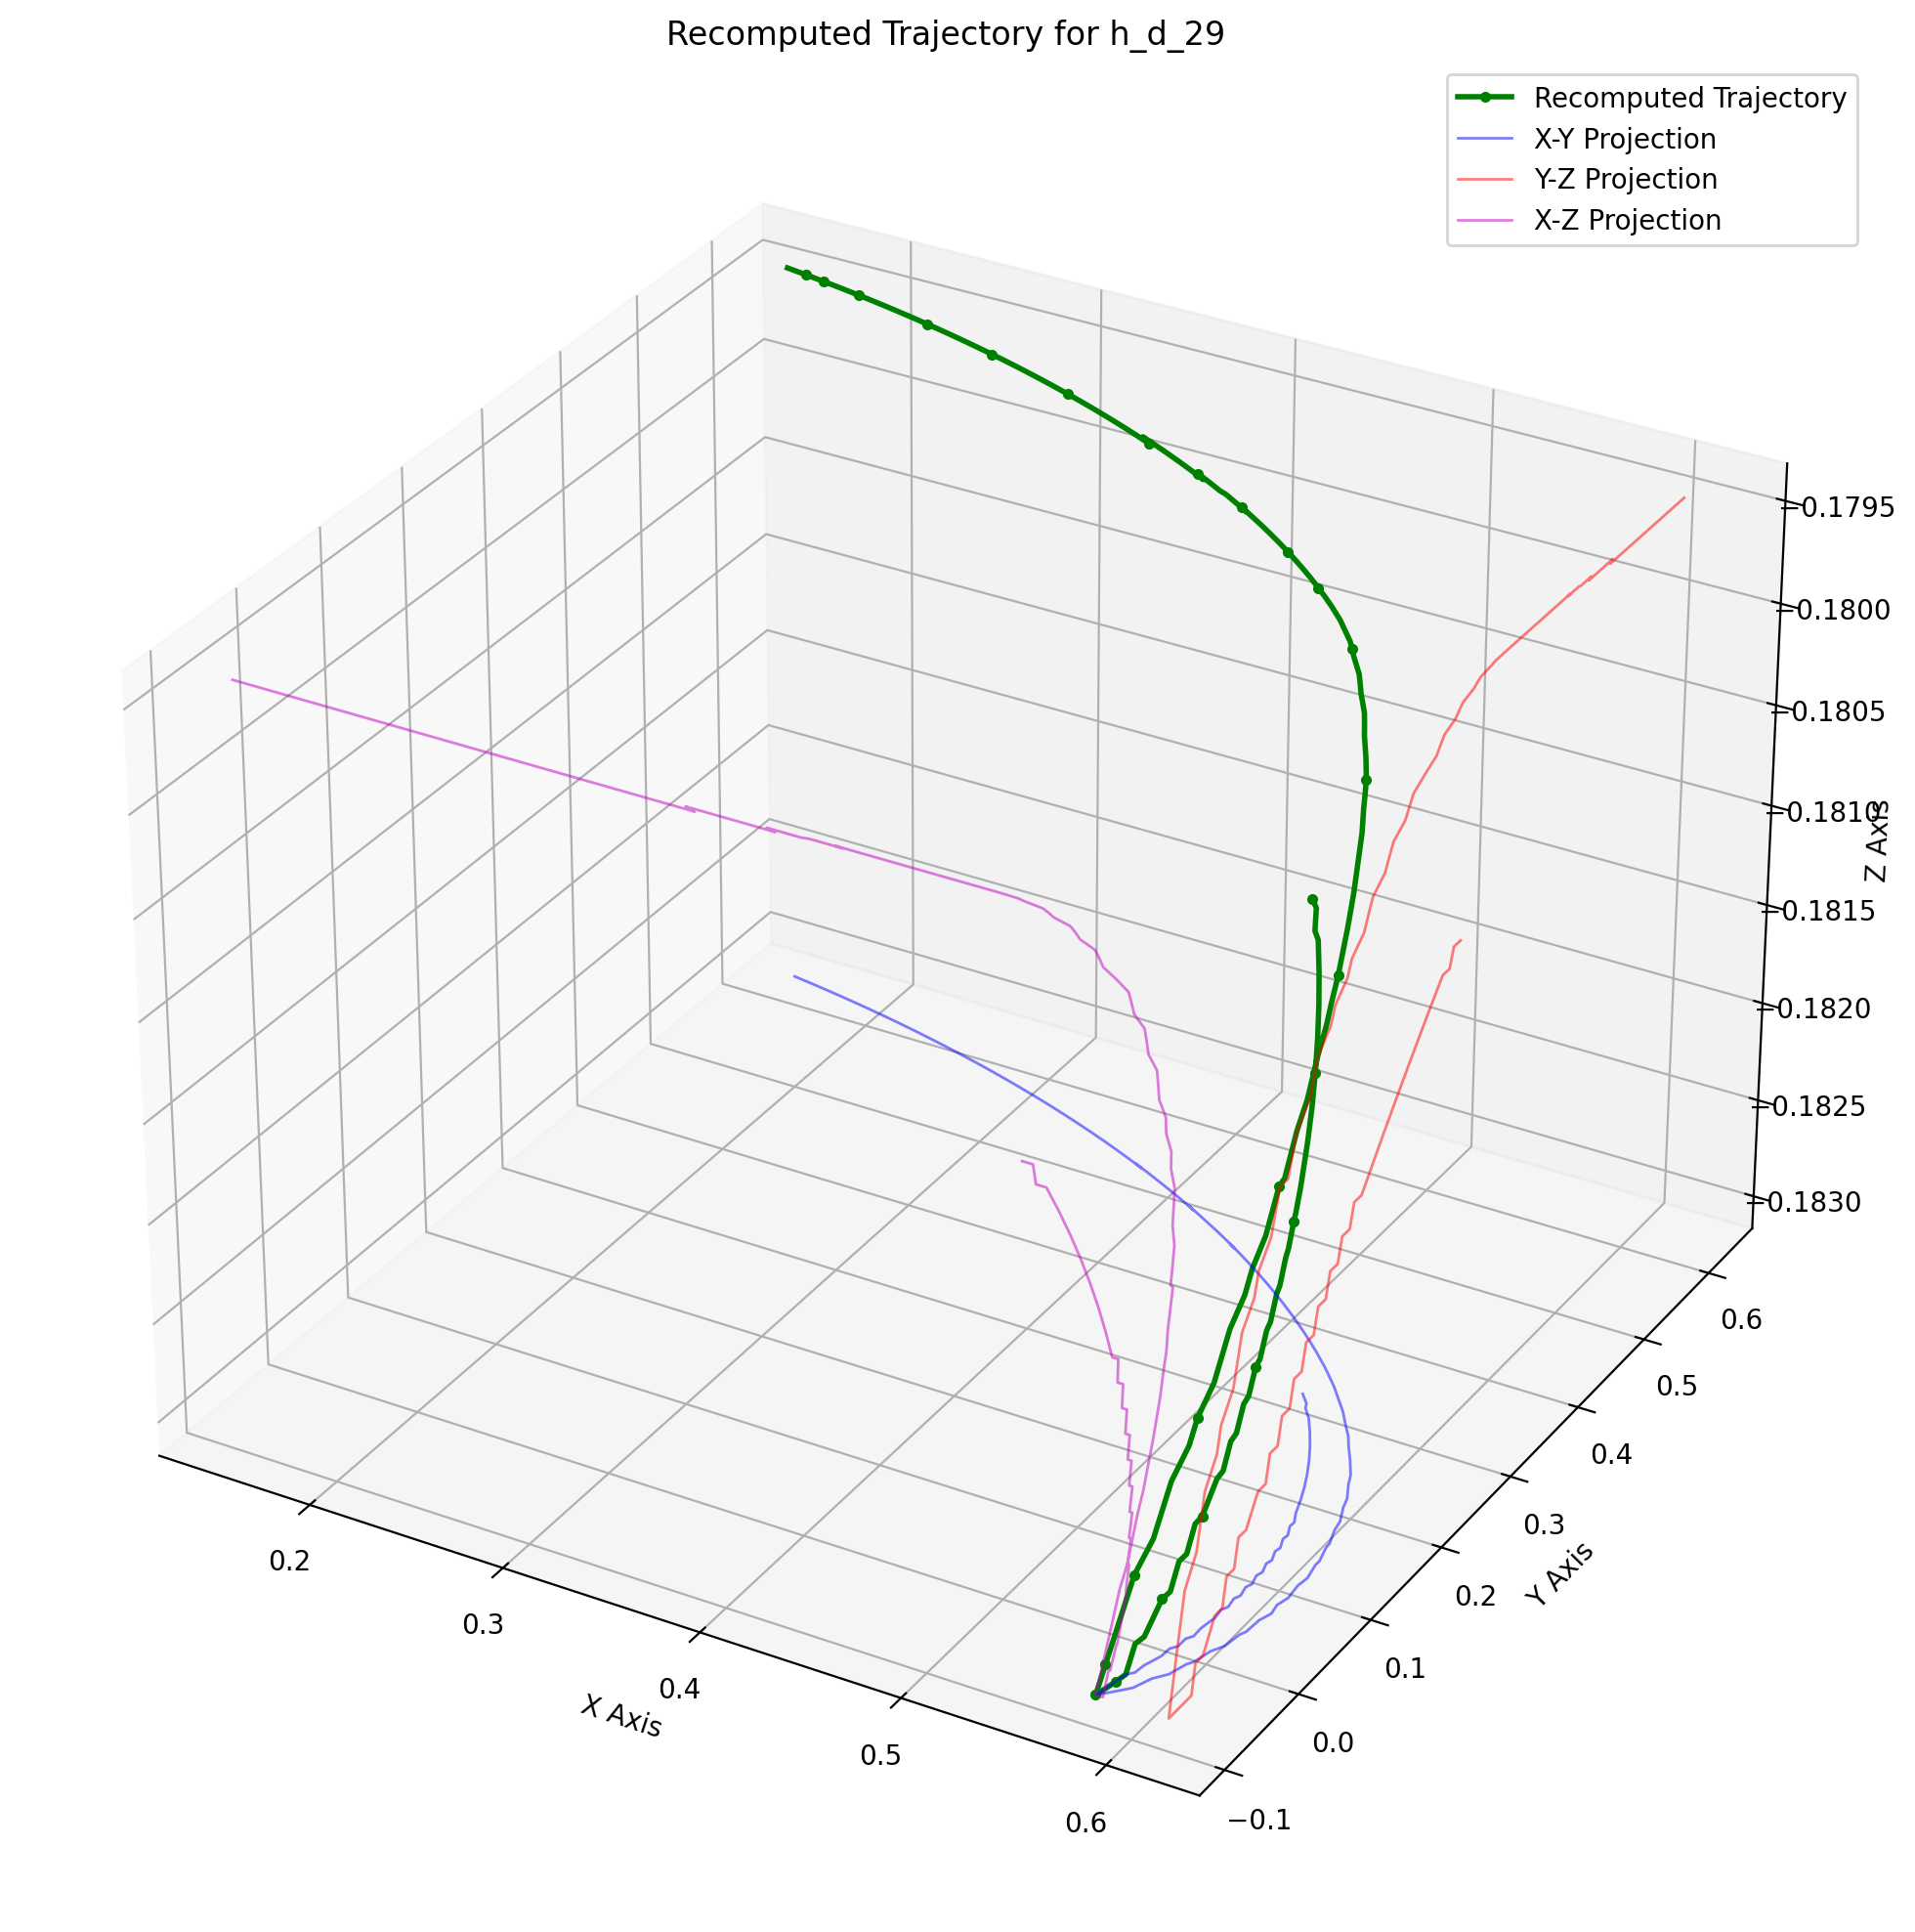 Recomputed Trajectory for h_d_29
Recomputed Trajectory
X-Y Projection
Y-Z Projection
X-Z Projection
0.1795
0.1800
0.1805
0.1810
Z Axis
0.1815
0.1820
0.1825
0.1830
0.6
0.5
0.4
0.3
0.2
Y Axis
0.1
0.0
−0.1
0.2
0.3
0.4
X Axis
0.5
0.6